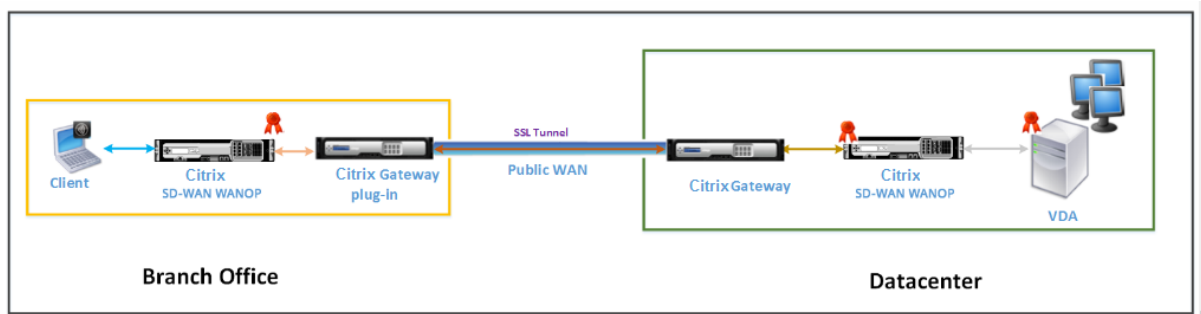 SSL Tunnel
Public WAN
Client
Citrix
SD-WAN WANOP
Citrix Gateway
plug-in
Citrix Gateway
Citrix
SD-WAN WANOP
VDA
Branch Office
Datacenter